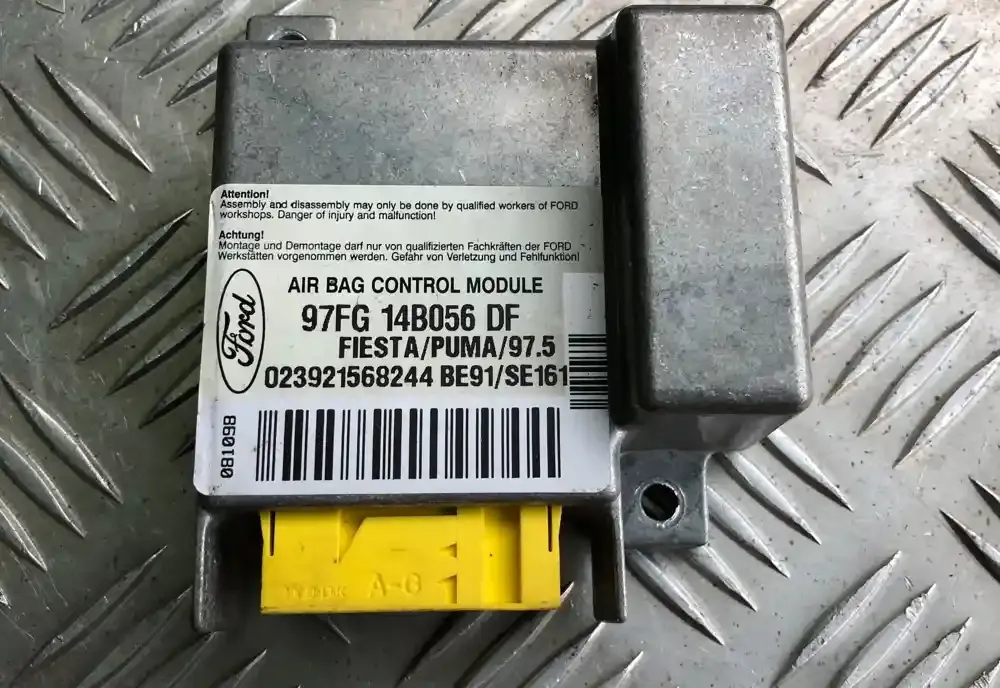 Attention!
Assembly and disassembly may only be done by qualified workers of FORD
workshops. Danger of injury and malfunction!
Achtung!
Montage und Demontage darf nur von qualifizierten Fachkräften der FORD
Werkstätten vorgenommen werden. Gefahr von Verletzung und Fehlfunktion!
AIR BAG CONTROL MODULE
Ford
97FG 14B056 DF
FIESTA/PUMA/97.5
023921568244 BE91/SE161
081098
A-G